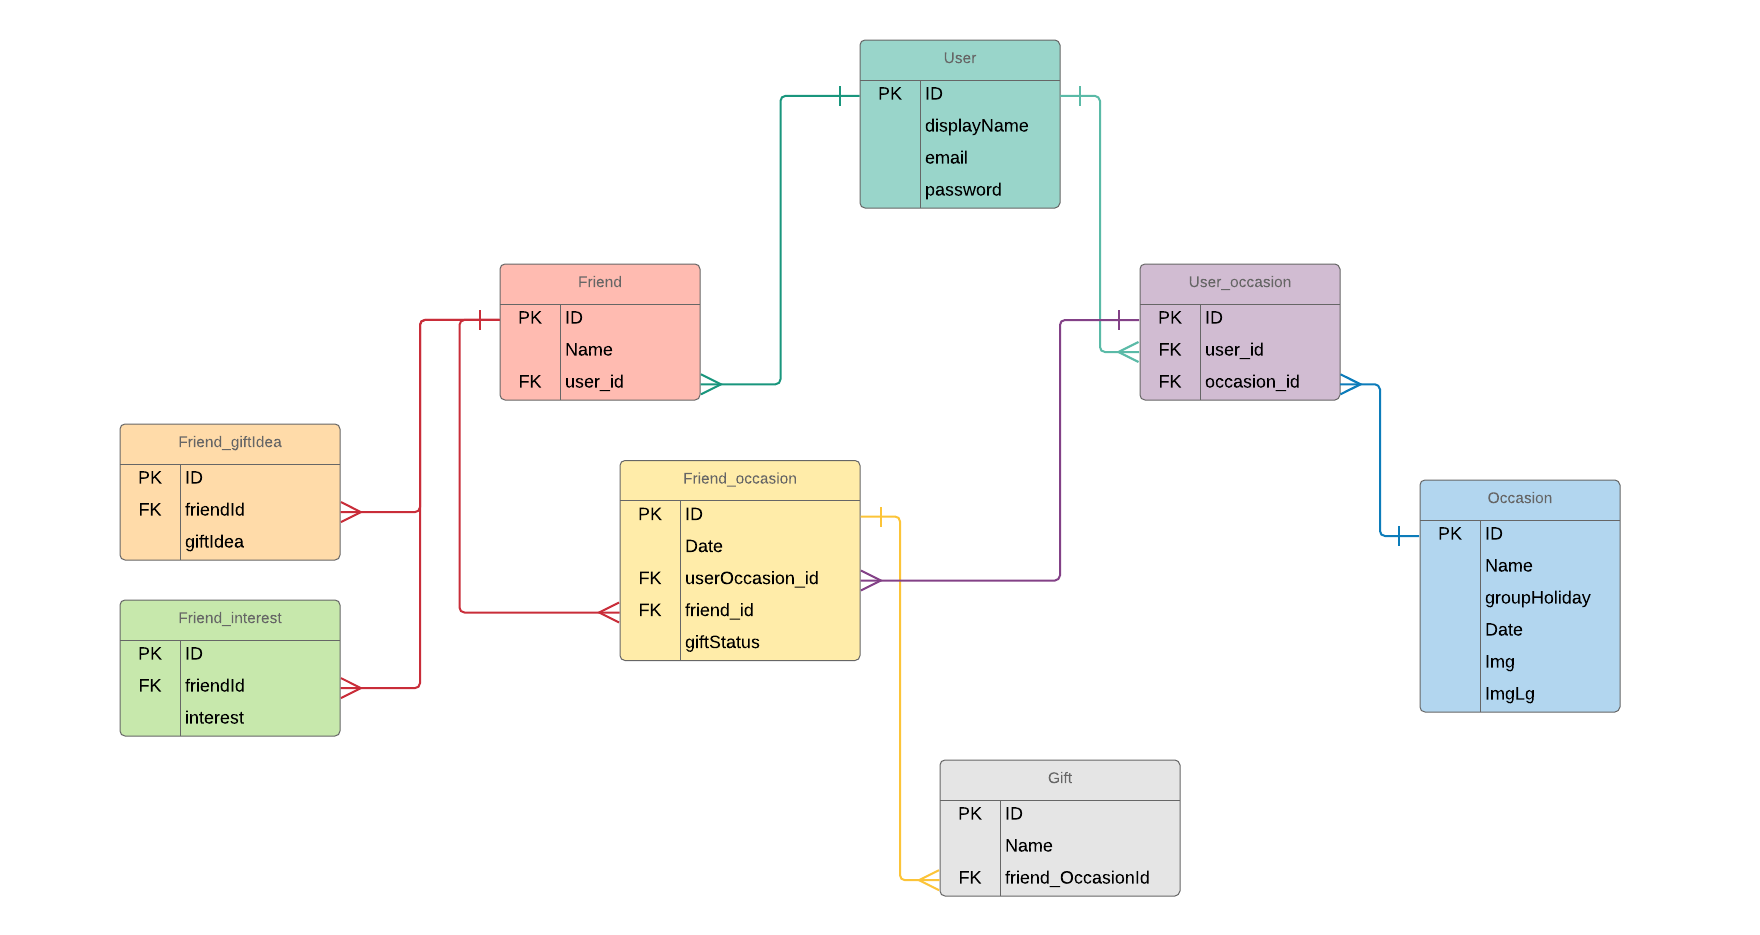 User
PK ID
displayName
email
password
Friend
PK ID
Name
FK user_id
User_occasion
PK ID
FK user_id
FK occasion_id
Friend_giftIdea
PK ID
FK friendId
giftIdea
Friend_occasion
PK ID
Date
FK userOccasion_id
FK friend_id
giftStatus
Occasion
PK ID
Name
groupHoliday
Date
Img
ImgLg
Friend_interest
PK ID
FK friendId
interest
Gift
PK ID
Name
FK friend_OccasionId